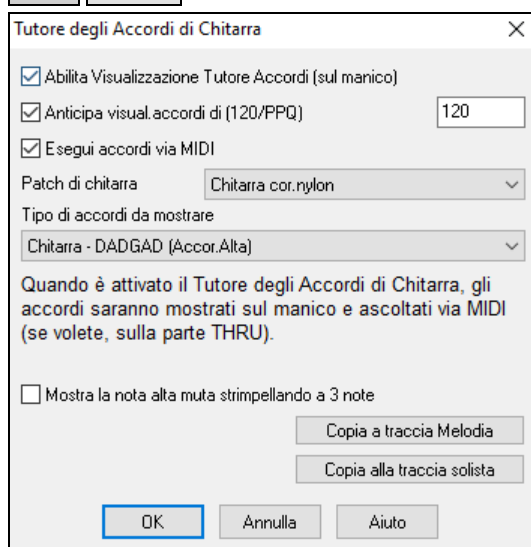 Tutore degli Accordi di Chitarra
Abilita Visualizzazione Tutore Accordi (sul manico)
Anticipa visual.accordi di (120/PPQ) 120
Esegui accordi via MIDI
Patch di chitarra Chitarra cor.nylon
Tipo di accordi da mostrare
Chitarra - DADGAD (Accor.Alta)
Quando è attivato il Tutore degli Accordi di Chitarra, gli
accordi saranno mostrati sul manico e ascoltati via MIDI
(se volete, sulla parte THRU).
Mostra la nota alta muta strimpellando a 3 note
Copia a traccia Melodia
Copia alla traccia solista
OK Annulla Aiuto